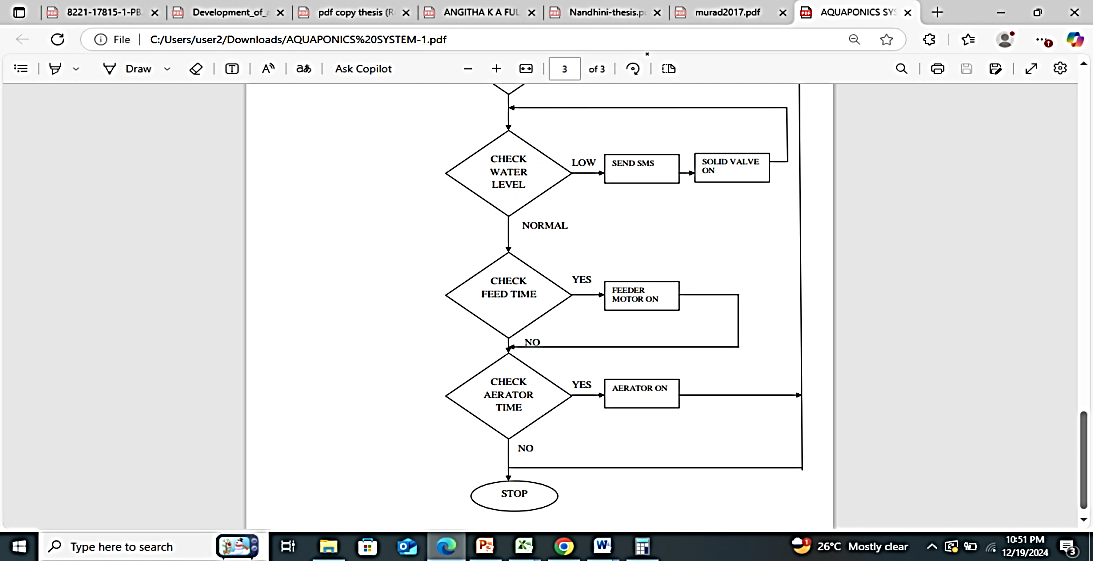 8221-17815-1-PB
Development_of_
pdf copy thesis (R
ANGITHA K A FUL
Nandhini-thesis.p
murad2017.pdf
AQUAPONICS SYS
File
C:/Users/user2/Downloads/AQUAPONICS%20SYSTEM-1.pdf
Draw
Ask Copilot
3
of 3
CHECK
WATER
LEVEL
LOW
SEND SMS
SOLID VALVE
ON
NORMAL
CHECK
FEED TIME
YES
FEEDER
MOTOR ON
NO
CHECK
AERATOR
TIME
YES
AERATOR ON
NO
STOP
Type here to search
26°C Mostly clear
10:51 PM
12/19/2024
3